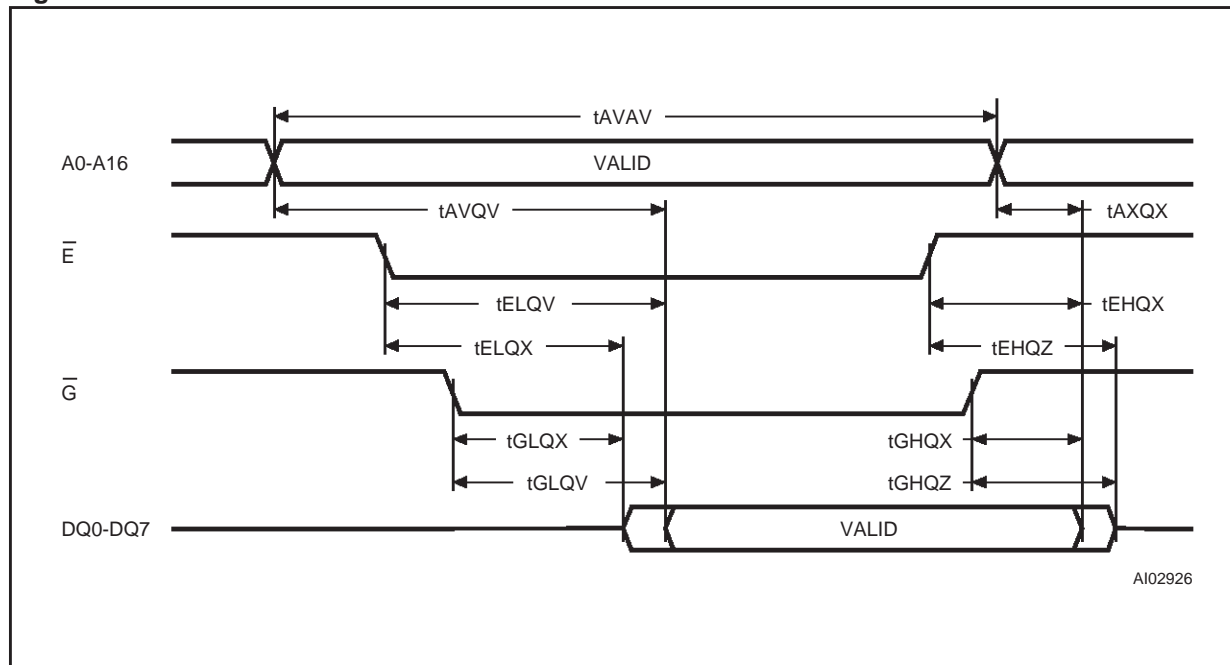 tAVAV
A0-A16
VALID
tAVQV
tAXQX
E
tELQV
tEHQX
tELQX
tEHQZ
G
tGLQX
tGHQX
tGLQV
tGHQZ
DQ0-DQ7
VALID
AI02926